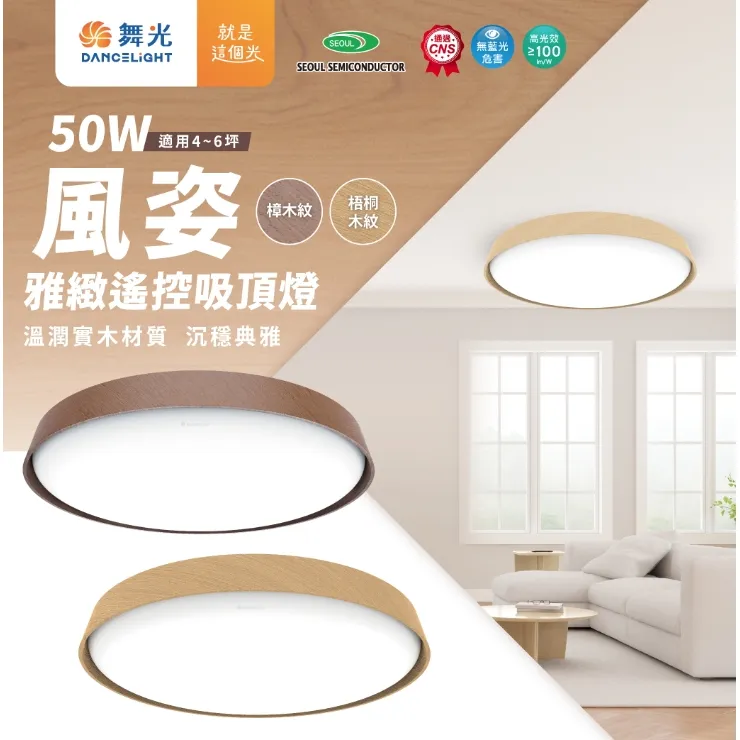 舞光
DANCELIGHT
就是
這個光
SEOUL
SEOUL SEMICONDUCTOR
通過
CNS
無藍光
危害
高光效
≥100
lm/W
50W 適用4~6坪
風姿
樟木紋
梧桐
木紋
雅緻遙控吸頂燈
溫潤實木材質 沉穩典雅